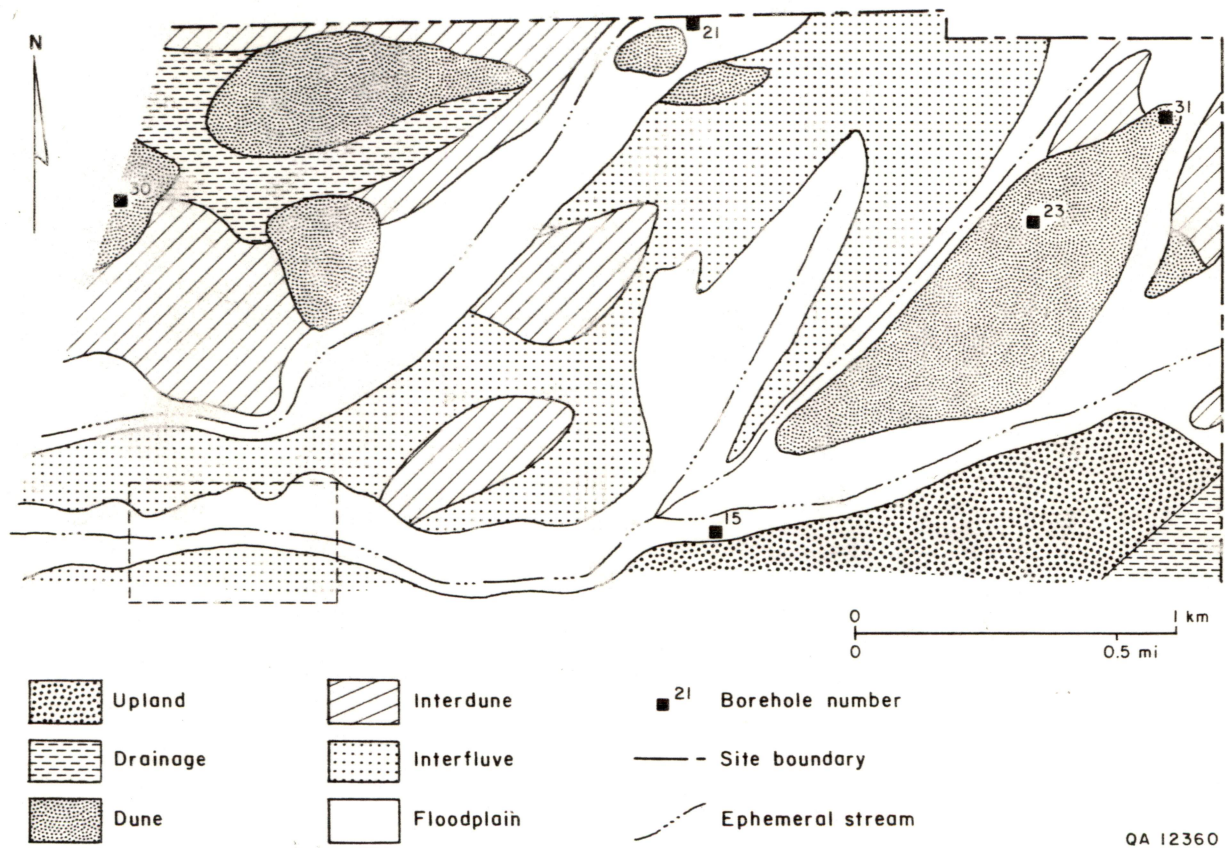 N
21
31
30
23
15
0 1 km
0 0.5 mi
Upland
Interdune
21 Borehole number
Drainage
Interfluve
Site boundary
Dune
Floodplain
Ephemeral stream
QA 12360